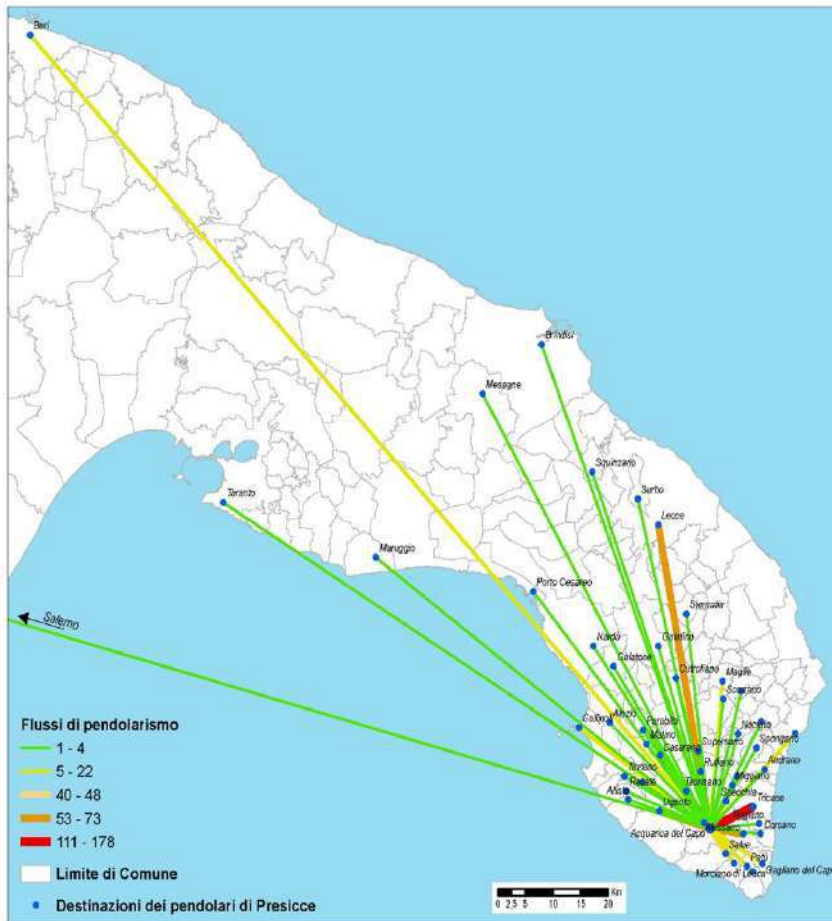 Bari
Brindisi
Mesagne
Squinzano
Surbo
Lecce
Taranto
Maruggio
Porto Cesareo
Sternatia
Nardò
Galatina
Galatone
Cutrofiano
Maglie
Salerno
Scorrano
Gallipoli
Alezio
Parabita
Nociglia
Matino
Supersano
Spongano
Casarano
Ruffano
Andrano
Taviano
Taurisano
Miggiano
Racale
Specchia
Alliste
Tricase
Ugento
Corsano
Acquarica del Capo
Salve
Patù
Morciano di Leuca
Gagliano del Capo
Flussi di pendolarismo
1 - 4
5 - 22
40 - 48
53 - 73
111 - 178
Limite di Comune
Destinazioni dei pendolari di Presicce
0 2,5 5 10 15 20
Km